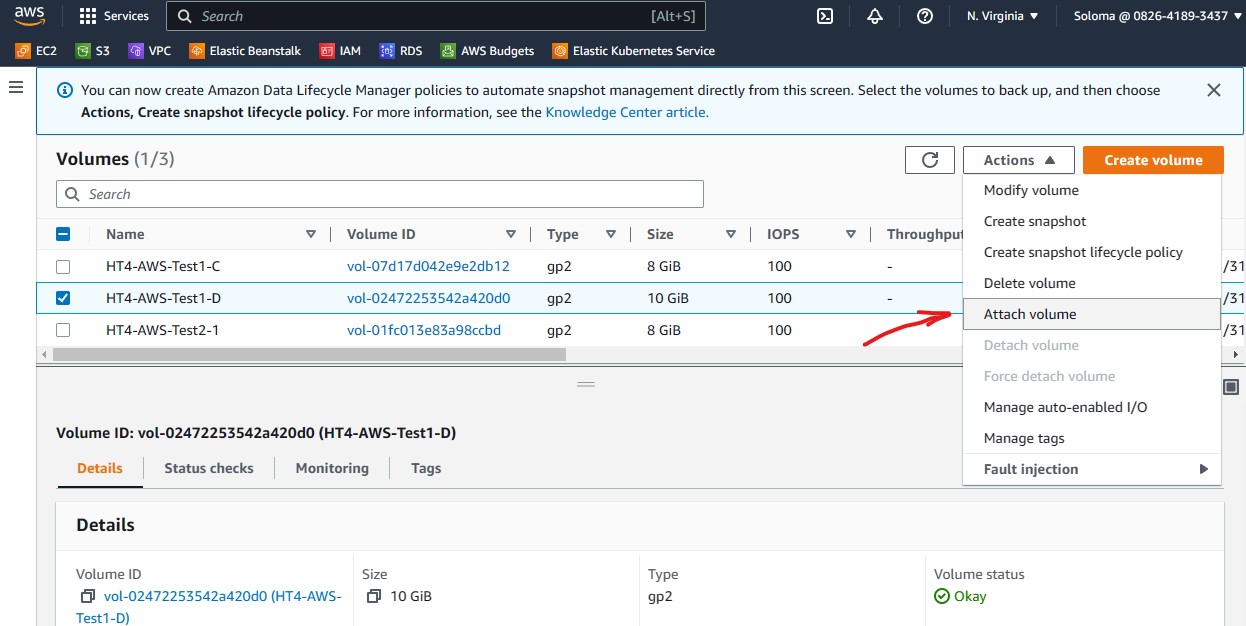 aws Services Search [Alt+S] N. Virginia Soloma @ 0826-4189-3437
EC2 S3 VPC Elastic Beanstalk IAM RDS AWS Budgets Elastic Kubernetes Service
You can now create Amazon Data Lifecycle Manager policies to automate snapshot management directly from this screen. Select the volumes to back up, and then choose
Actions, Create snapshot lifecycle policy. For more information, see the Knowledge Center article.
Volumes (1/3)
Actions
Create volume
Search
Name Volume ID Type Size IOPS Throughput
HT4-AWS-Test1-C vol-07d17d042e9e2db12 gp2 8 GiB 100 - /31
HT4-AWS-Test1-D vol-02472253542a420d0 gp2 10 GiB 100 - /31
HT4-AWS-Test2-1 vol-01fc013e83a98ccbd gp2 8 GiB 100 /31
Modify volume
Create snapshot
Create snapshot lifecycle policy
Delete volume
Attach volume
Detach volume
Force detach volume
Manage auto-enabled I/O
Manage tags
Fault injection
Volume ID: vol-02472253542a420d0 (HT4-AWS-Test1-D)
Details Status checks Monitoring Tags
Details
Volume ID
vol-02472253542a420d0 (HT4-AWS-
Test1-D)
Size
10 GiB
Type
gp2
Volume status
Okay